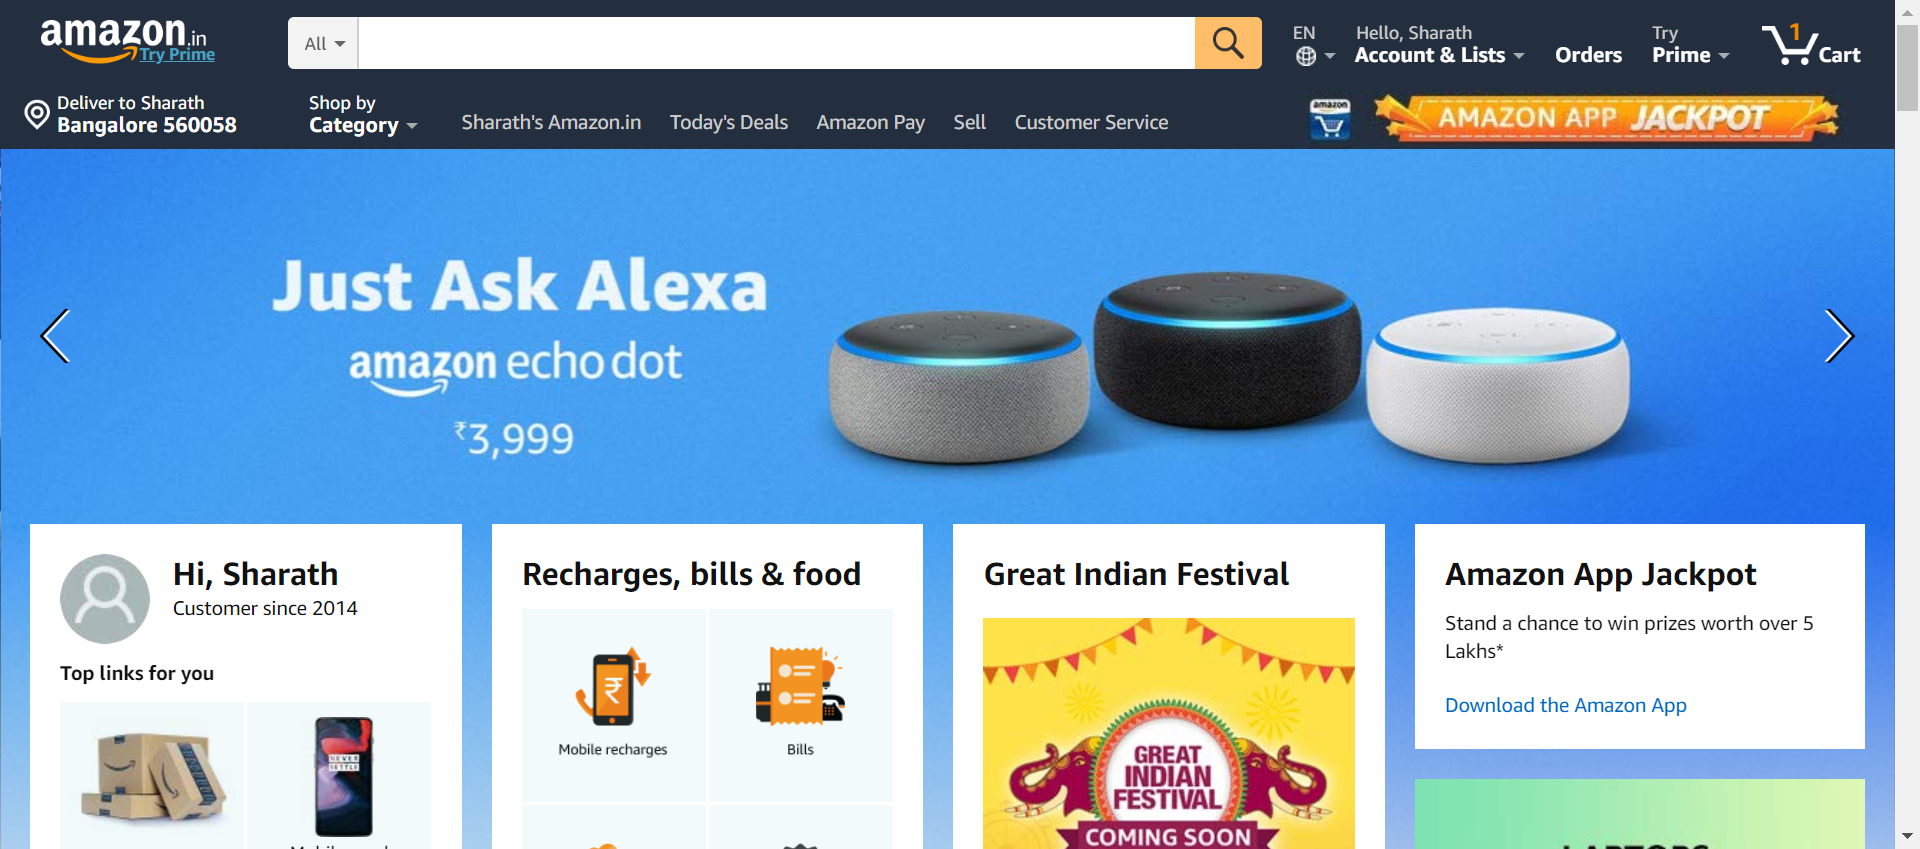 amazon.in
Try Prime
All
EN
Hello, Sharath
Account & Lists
Orders
Try
Prime
1
Cart
Deliver to Sharath
Bangalore 560058
Shop by
Category
Sharath's Amazon.in
Today's Deals
Amazon Pay
Sell
Customer Service
amazon
AMAZON APP JACKPOT
Just Ask Alexa
amazon echo dot
₹3,999
Hi, Sharath
Customer since 2014
Top links for you
NEVER
SETTLE
Recharges, bills & food
Mobile recharges
Bills
Great Indian Festival
GREAT
INDIAN
FESTIVAL
COMING SOON
Amazon App Jackpot
Stand a chance to win prizes worth over 5
Lakhs*
Download the Amazon App